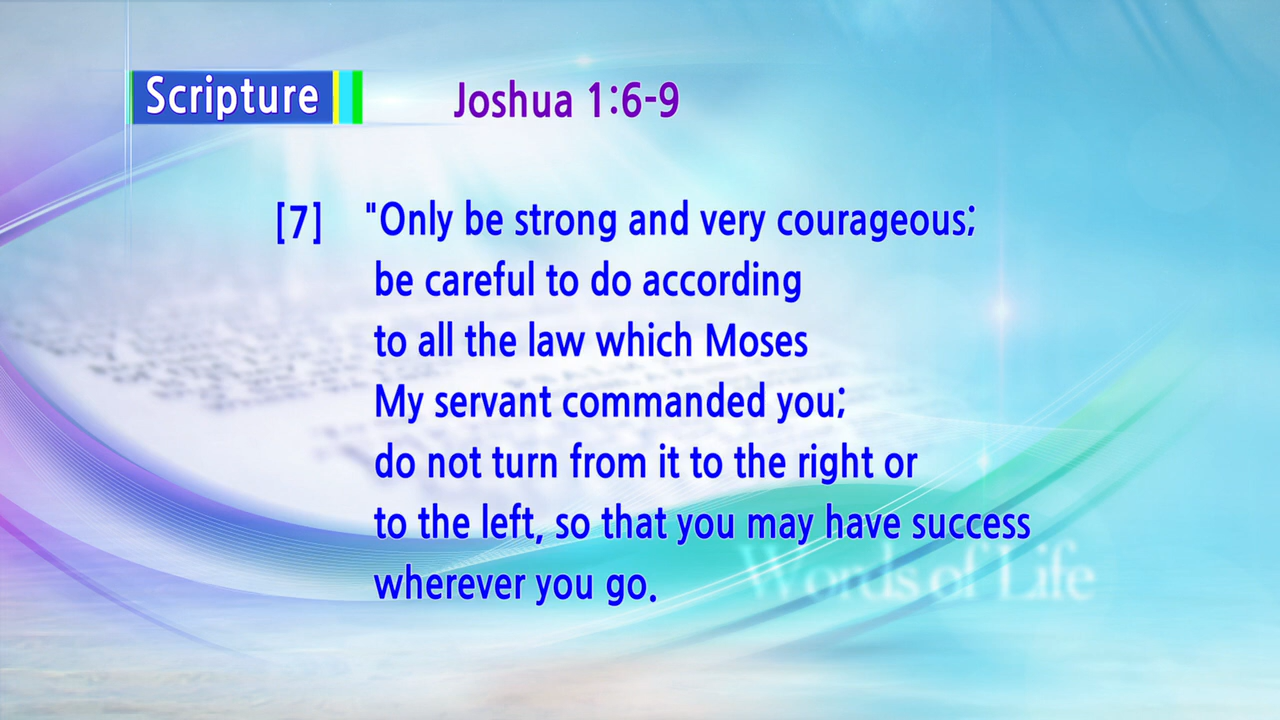 Scripture
Joshua 1:6-9
[7] "Only be strong and very courageous;
be careful to do according
to all the law which Moses
My servant commanded you;
do not turn from it to the right or
to the left, so that you may have success
wherever you go.
Words of Life